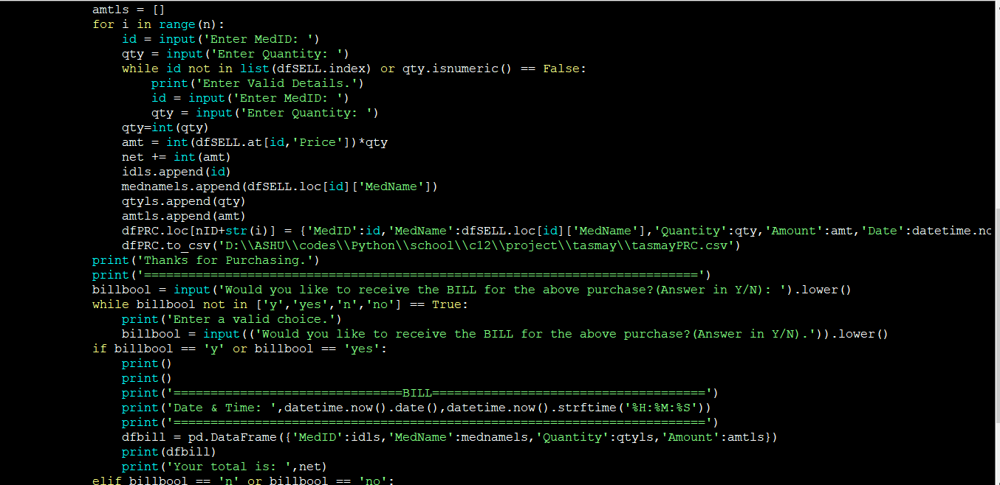 amtls = []
for i in range(n):
    id = input('Enter MedID: ')
    qty = input('Enter Quantity: ')
    while id not in list(dfSELL.index) or qty.isnumeric() == False:
        print('Enter Valid Details.')
        id = input('Enter MedID: ')
        qty = input('Enter Quantity: ')
    qty=int(qty)
    amt = int(dfSELL.at[id,'Price'])*qty
    net += int(amt)
    idls.append(id)
    mednamels.append(dfSELL.loc[id]['MedName'])
    qtyls.append(qty)
    amtls.append(amt)
    dfPRC.loc[nID+str(i)] = {'MedID':id,'MedName':dfSELL.loc[id]['MedName'],'Quantity':qty,'Amount':amt,'Date':datetime.no
    dfPRC.to_csv('D:\\ASHU\\codes\\Python\\school\\c12\\project\\tasmay\\tasmayPRC.csv')
print('Thanks for Purchasing.')
print('===========================================================================')
billbool = input('Would you like to receive the BILL for the above purchase?(Answer in Y/N): ').lower()
while billbool not in ['y','yes','n','no'] == True:
    print('Enter a valid choice.')
    billbool = input(('Would you like to receive the BILL for the above purchase?(Answer in Y/N).')).lower()
if billbool == 'y' or billbool == 'yes':
    print()
    print()
    print('===============================BILL=====================================')
    print('Date & Time: ',datetime.now().date(),datetime.now().strftime('%H:%M:%S'))
    print('========================================================================')
    dfbill = pd.DataFrame({'MedID':idls,'MedName':mednamels,'Quantity':qtyls,'Amount':amtls})
    print(dfbill)
    print('Your total is: ',net)
elif billbool == 'n' or billbool == 'no':